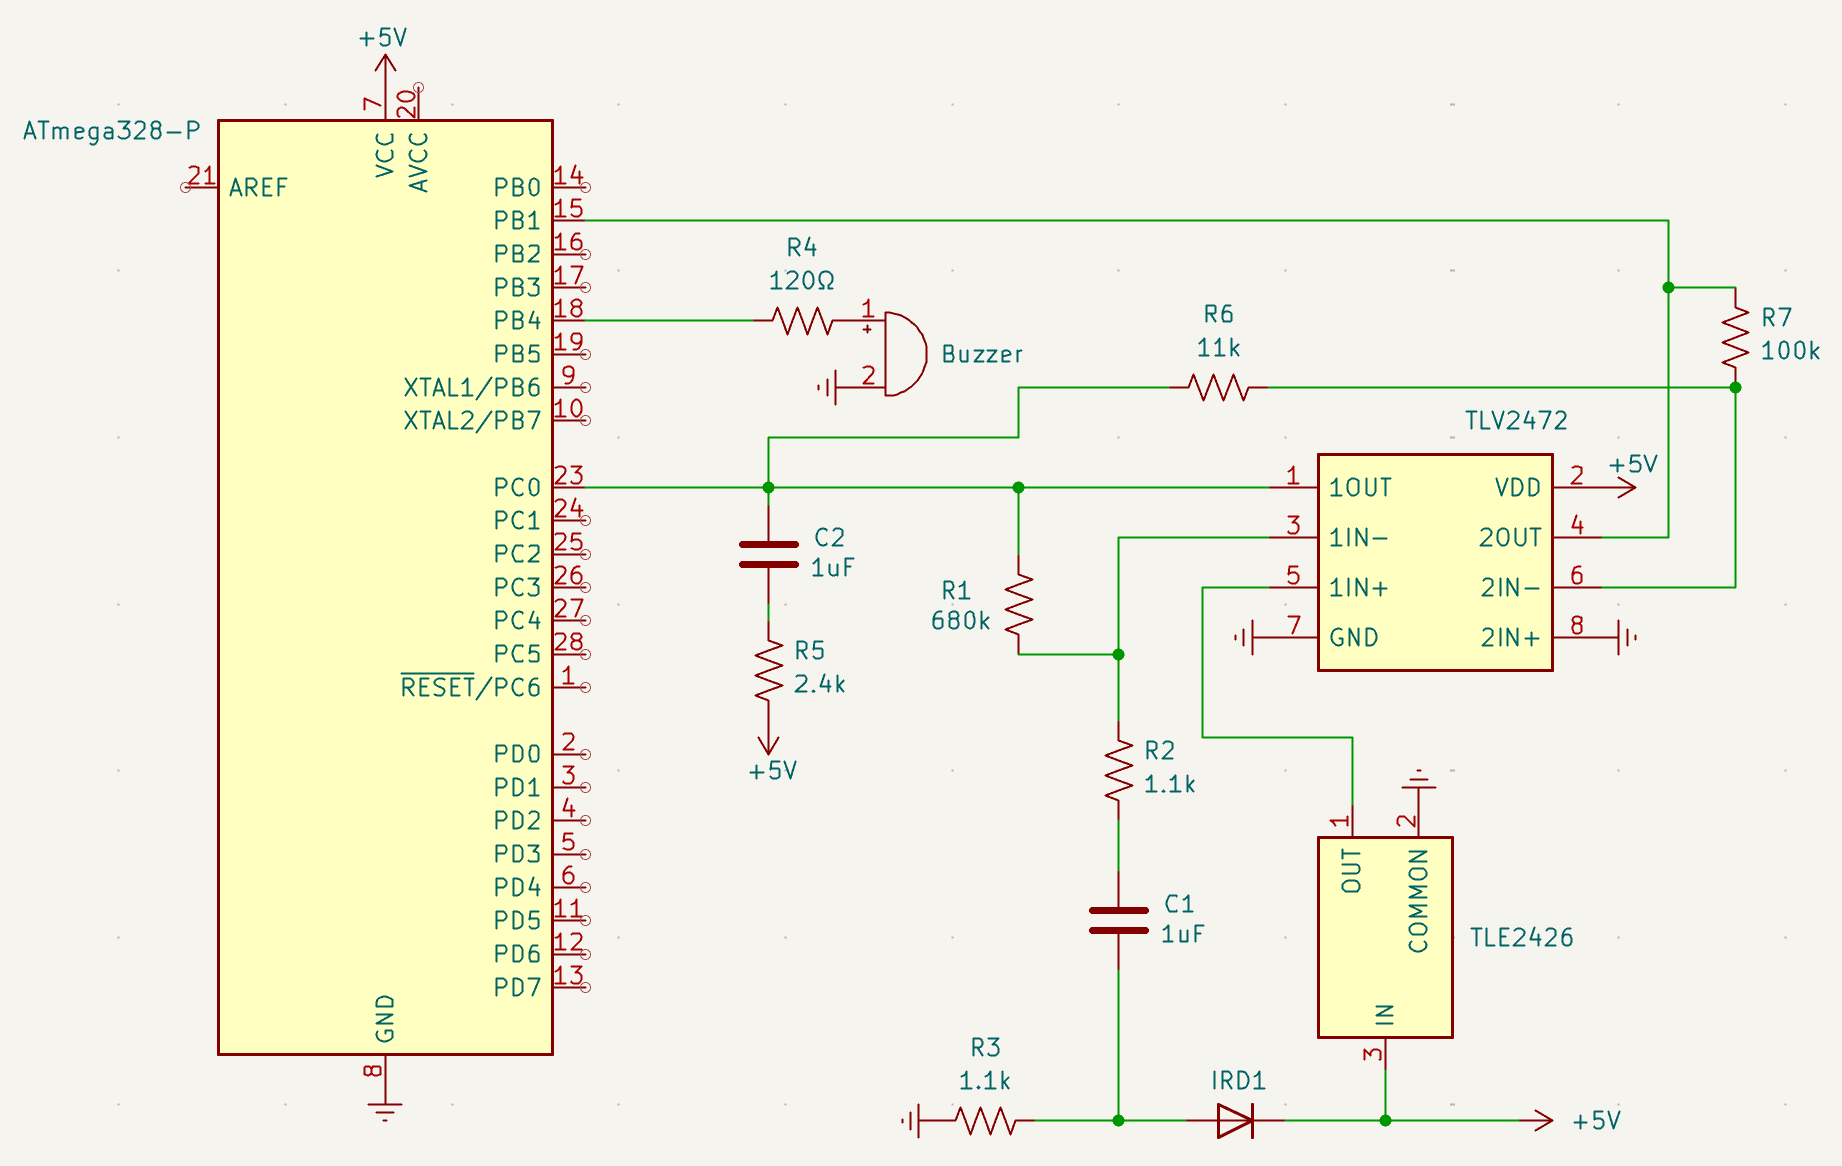 +5V
7
20
ATmega328-P
VCC
AVCC
21
AREF
PB0
14
PB1
15
PB2
16
PB3
17
PB4
18
PB5
19
XTAL1/PB6
9
XTAL2/PB7
10
PC0
23
PC1
24
PC2
25
PC3
26
PC4
27
PC5
28
RESET/PC6
1
PD0
2
PD1
3
PD2
4
PD3
5
PD4
6
PD5
11
PD6
12
PD7
13
GND
8
R4
120Ω
1
+
2
Buzzer
R6
11k
R7
100k
TLV2472
1
1OUT
VDD
2
+5V
3
1IN-
2OUT
4
5
1IN+
2IN-
6
7
GND
2IN+
8
C2
1uF
R1
680k
R5
2.4k
+5V
R2
1.1k
1
2
OUT
COMMON
TLE2426
IN
3
C1
1uF
R3
1.1k
IRD1
+5V